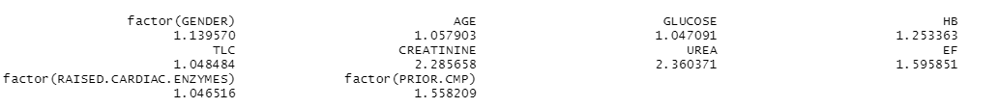 factor(GENDER) AGE GLUCOSE HB
1.139570 1.057903 1.047091 1.253363
TLC CREATININE UREA EF
1.048484 2.285658 2.360371 1.595851
factor(RAISED.CARDIAC.ENZYMES) factor(PRIOR.CMP)
1.046516 1.558209